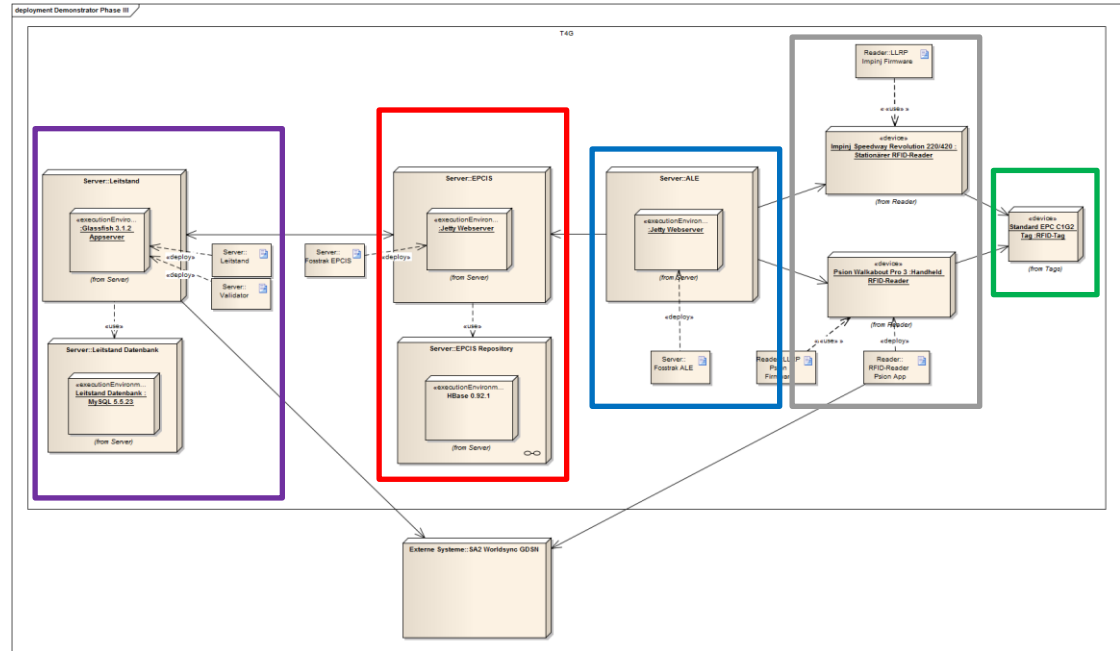 deployment Demonstrator Phase III
T4G
Reader::LLRP
Impinj Firmware
« «use» »
«device»
Impinj Speedway Revolution 220/420 :
Stationärer RFID-Reader
(from Reader)
Server::Leitstand
«executionEnviro...
:Glassfish 3.1.2
Appserver
(from Server)
«deploy»
«deploy»
Server::
Leitstand
Server::
Validator
«use»
Server::Leitstand Datenbank
«executionEnvironm...
Leitstand Datenbank :
MySQL 5.5.23
(from Server)
Server::EPCIS
«executionEnviron...
:Jetty Webserver
(from Server)
Server::
Fosstrak EPCIS
«deploy»
«use»
Server::EPCIS Repository
«executionEnvironm...
HBase 0.92.1
(from Server)
Server::ALE
«executionEnviron...
:Jetty Webserver
(from Server)
«deploy»
Server::
Fosstrak ALE
«device»
Psion Walkabout Pro 3 :Handheld
RFID-Reader
(from Reader)
« «use» »
«deploy»
Reader::LLRP
Psion
Firmware
Reader::
RFID-Reader
Psion App
«device»
Standard EPC C1G2
Tag :RFID-Tag
(from Tags)
Externe Systeme::SA2 Worldsync GDSN